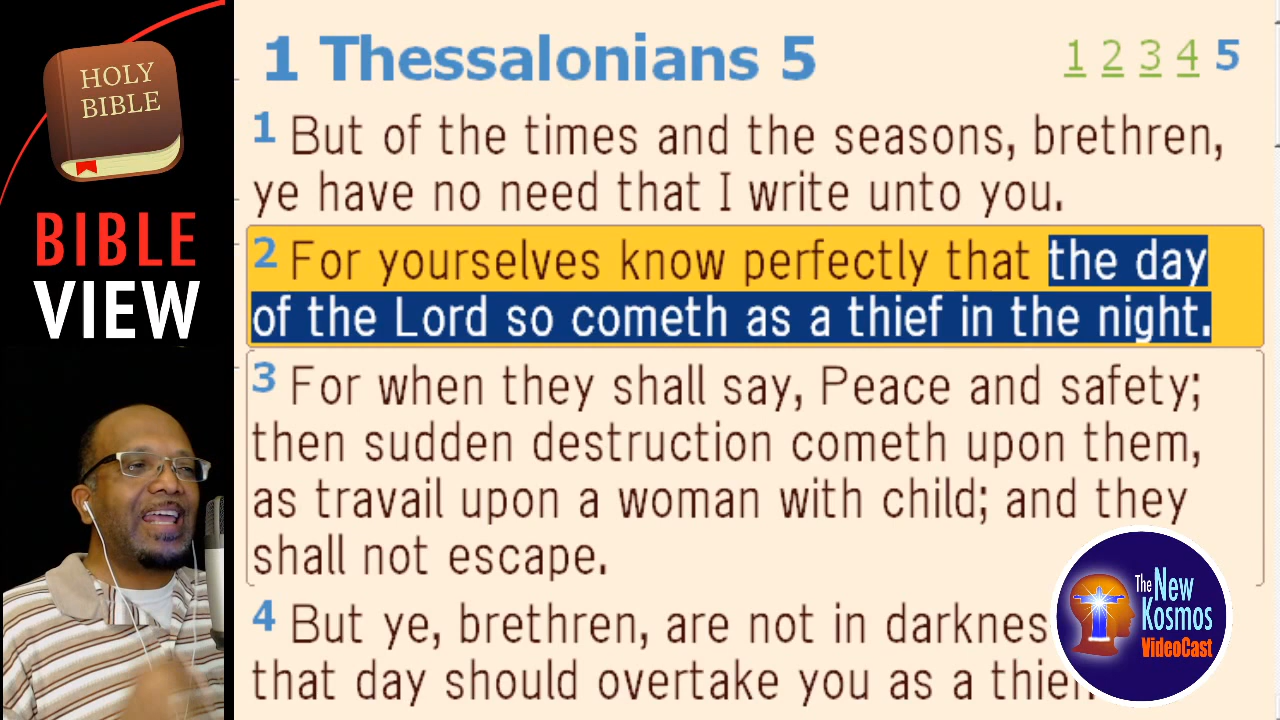 HOLY
BIBLE
BIBLE
VIEW
1 Thessalonians 5
1 2 3 4 5
1 But of the times and the seasons, brethren,
ye have no need that I write unto you.
2 For yourselves know perfectly that the day
of the Lord so cometh as a thief in the night.
3 For when they shall say, Peace and safety;
then sudden destruction cometh upon them,
as travail upon a woman with child; and they
shall not escape.
4 But ye, brethren, are not in darknes
that day should overtake you as a thief.
The New
Kosmos
VideoCast